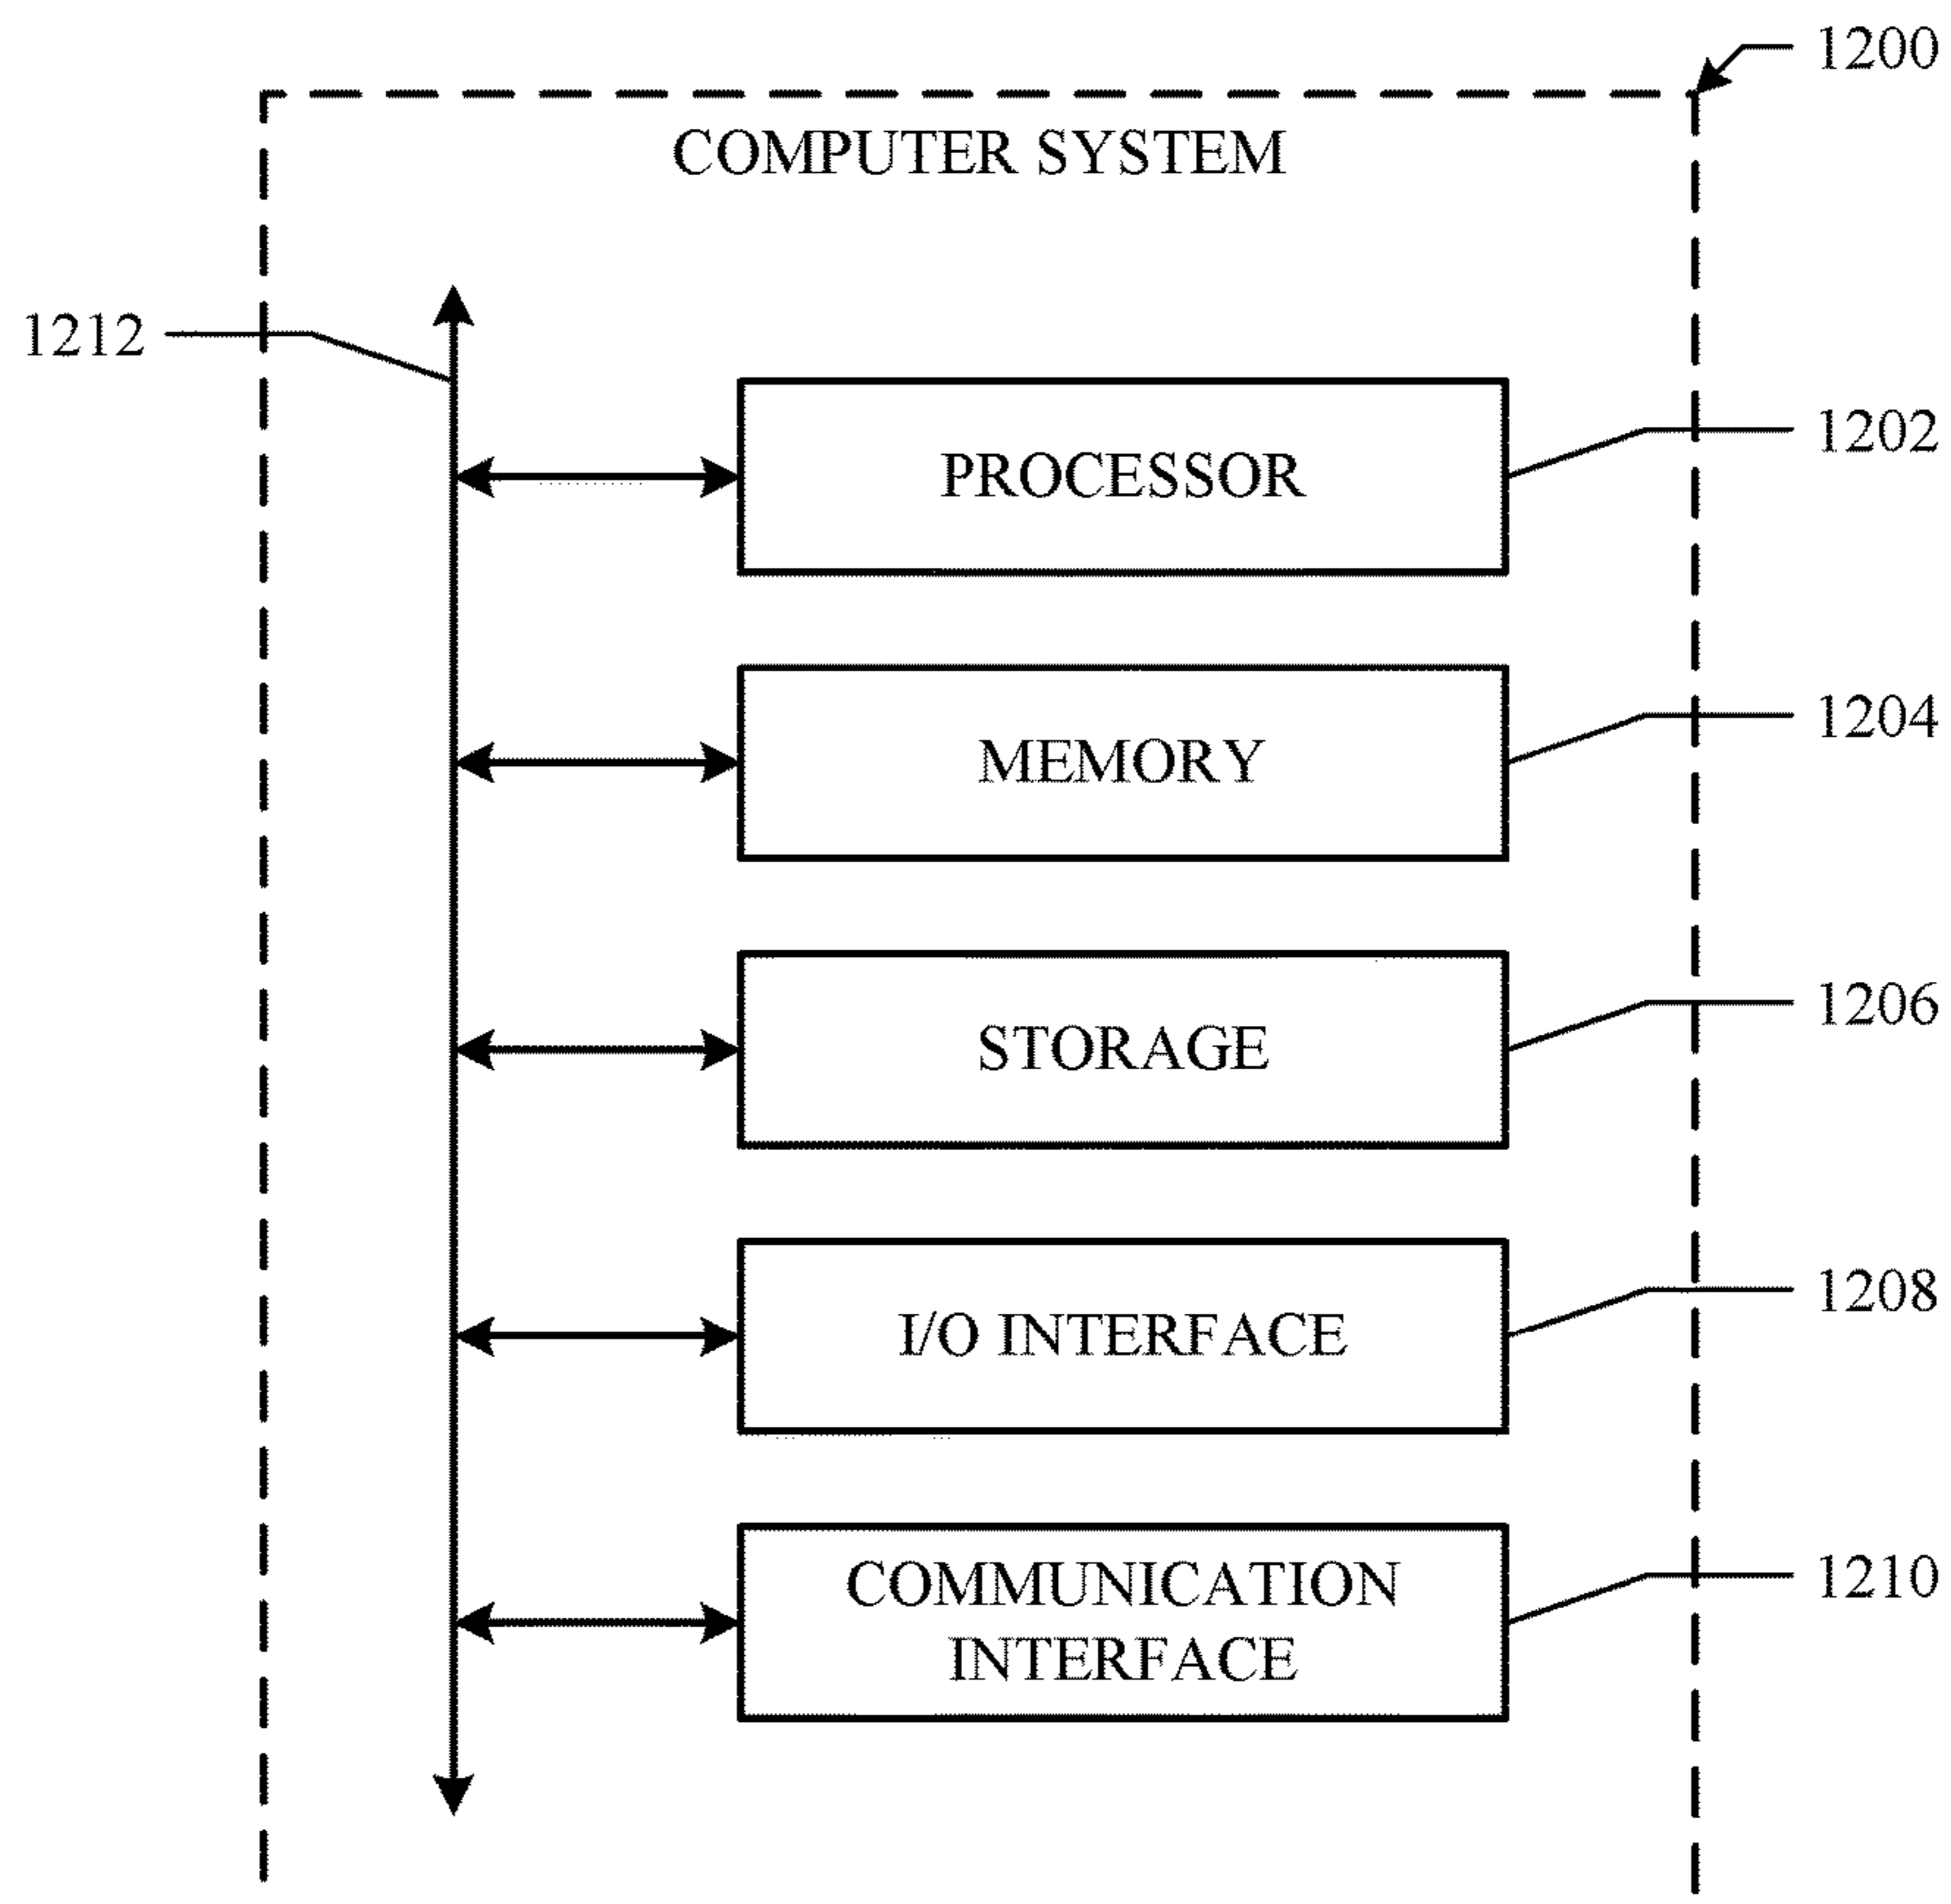 1200
COMPUTER SYSTEM
1212
1202
PROCESSOR
1204
MEMORY
1206
STORAGE
1208
I/O INTERFACE
1210
COMMUNICATION
INTERFACE